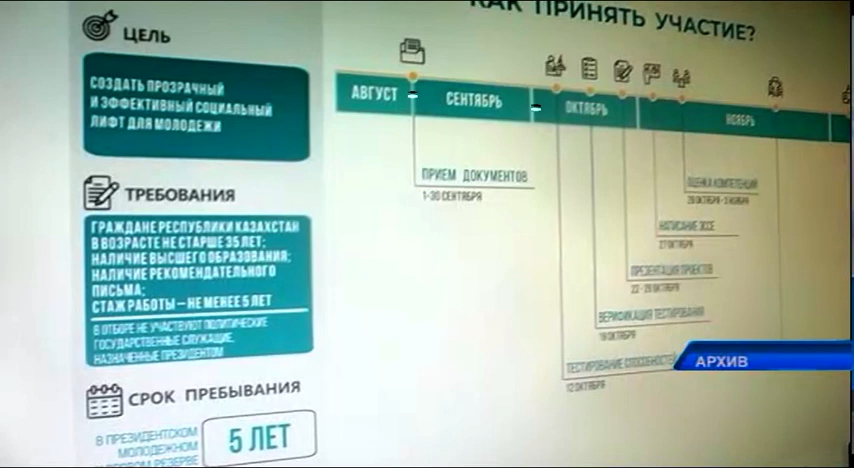 КАК ПРИНЯТЬ УЧАСТИЕ?
ЦЕЛЬ
СОЗДАТЬ ПРОЗРАЧНЫЙ
И ЭФФЕКТИВНЫЙ СОЦИАЛЬНЫЙ
ЛИФТ ДЛЯ МОЛОДЕЖИ
ТРЕБОВАНИЯ
ГРАЖДАНЕ РЕСПУБЛИКИ КАЗАХСТАН
В ВОЗРАСТЕ НЕ СТАРШЕ 35 ЛЕТ;
НАЛИЧИЕ ВЫСШЕГО ОБРАЗОВАНИЯ;
НАЛИЧИЕ РЕКОМЕНДАТЕЛЬНОГО
ПИСЬМА;
СТАЖ РАБОТЫ – НЕ МЕНЕЕ 5 ЛЕТ
В ОТБОРЕ НЕ УЧАСТВУЮТ ПОЛИТИЧЕСКИЕ
ГОСУДАРСТВЕННЫЕ СЛУЖАЩИЕ,
НАЗНАЧЕННЫЕ ПРЕЗИДЕНТОМ
СРОК ПРЕБЫВАНИЯ
В ПРЕЗИДЕНТСКОМ
МОЛОДЕЖНОМ
КАДРОВОМ РЕЗЕРВЕ
5 ЛЕТ
АВГУСТ
СЕНТЯБРЬ
ОКТЯБРЬ
НОЯБРЬ
ПРИЕМ ДОКУМЕНТОВ
1-30 СЕНТЯБРЯ
ОЦЕНКА КОМПЕТЕНЦИЙ
НАПИСАНИЕ ЭССЕ
27 ОКТЯБРЯ
ПРЕЗЕНТАЦИЯ ПРОЕКТОВ
ВЕРИФИКАЦИЯ ТЕСТИРОВАНИЯ
ОКТЯБРЯ
ТЕСТИРОВАНИЕ СПОСОБНОСТЕЙ
12 ОКТЯБРЯ
АРХИВ